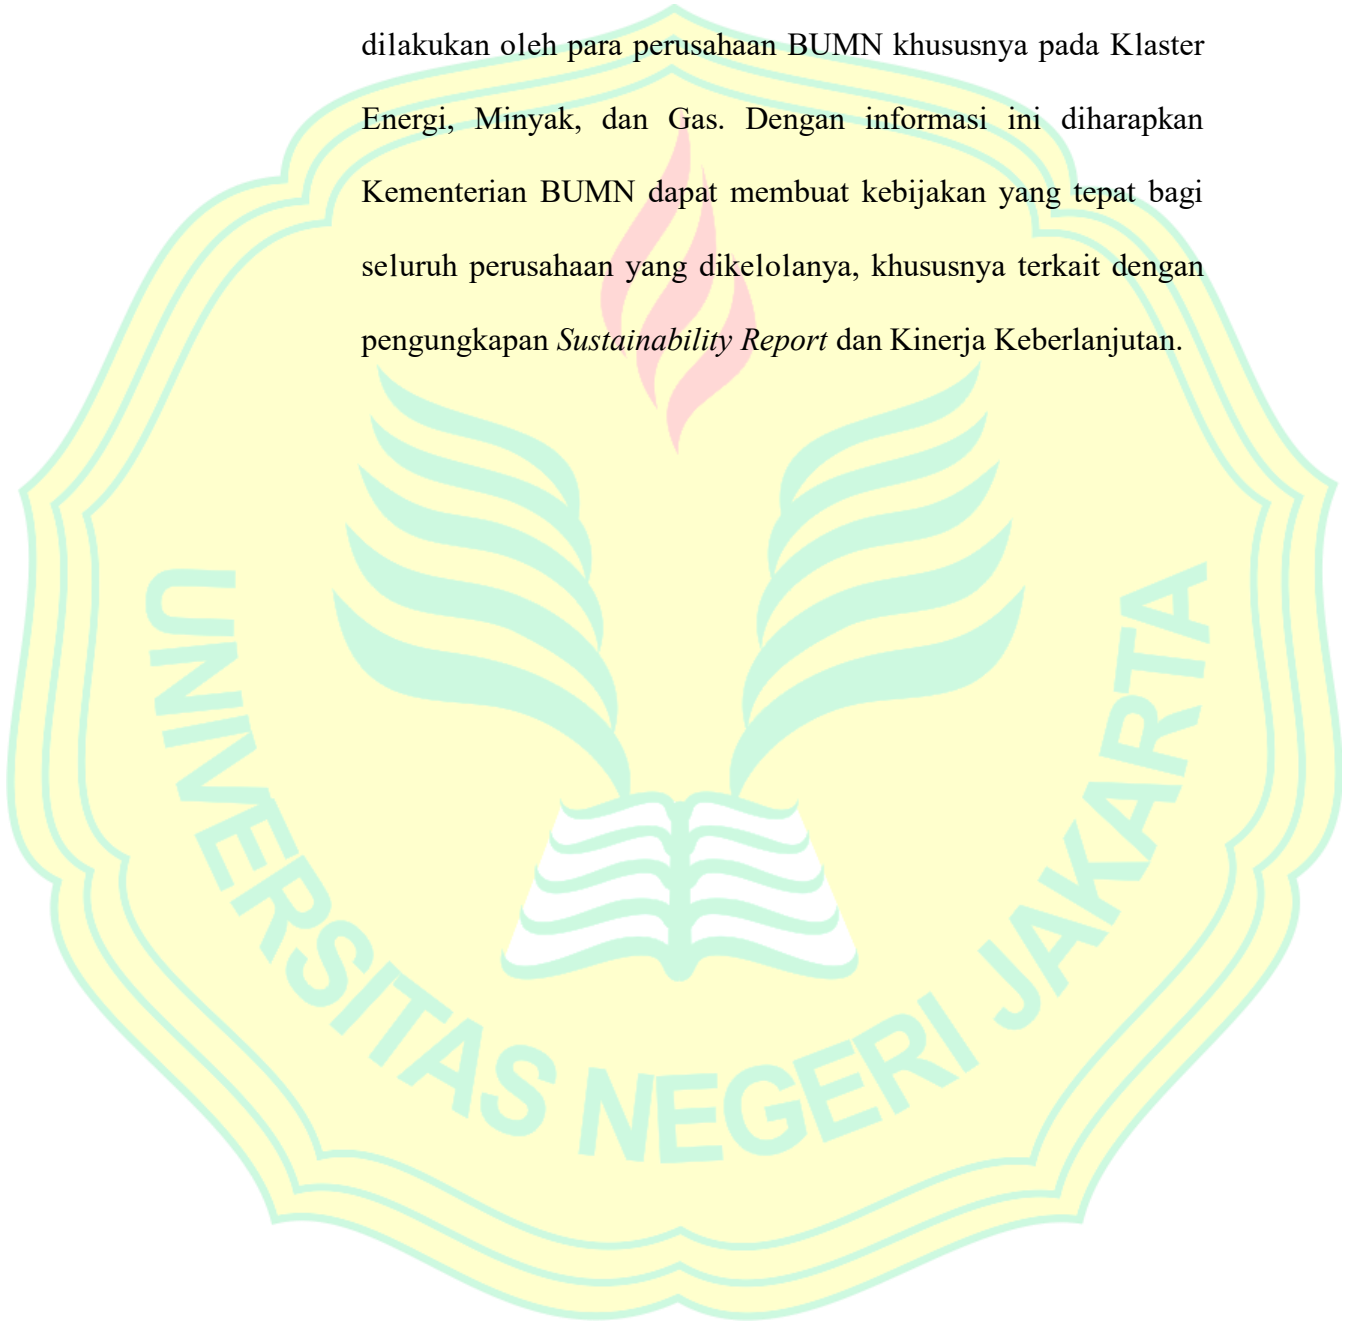 dilakukan oleh para perusahaan BUMN khususnya pada Klaster
Energi, Minyak, dan Gas. Dengan informasi ini diharapkan
Kementerian BUMN dapat membuat kebijakan yang tepat bagi
seluruh perusahaan yang dikelolanya, khususnya terkait dengan
pengungkapan Sustainability Report dan Kinerja Keberlanjutan.
UNIVERSITAS NEGERI JAKARTA